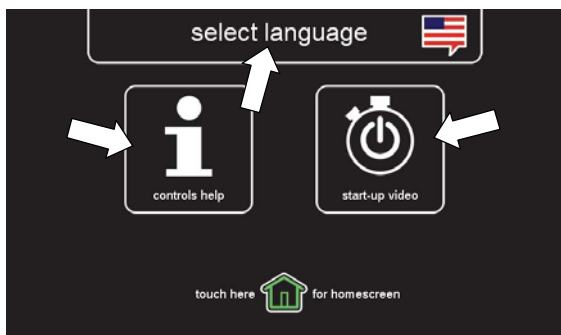 select language
controls help
start-up video
touch here for homescreen